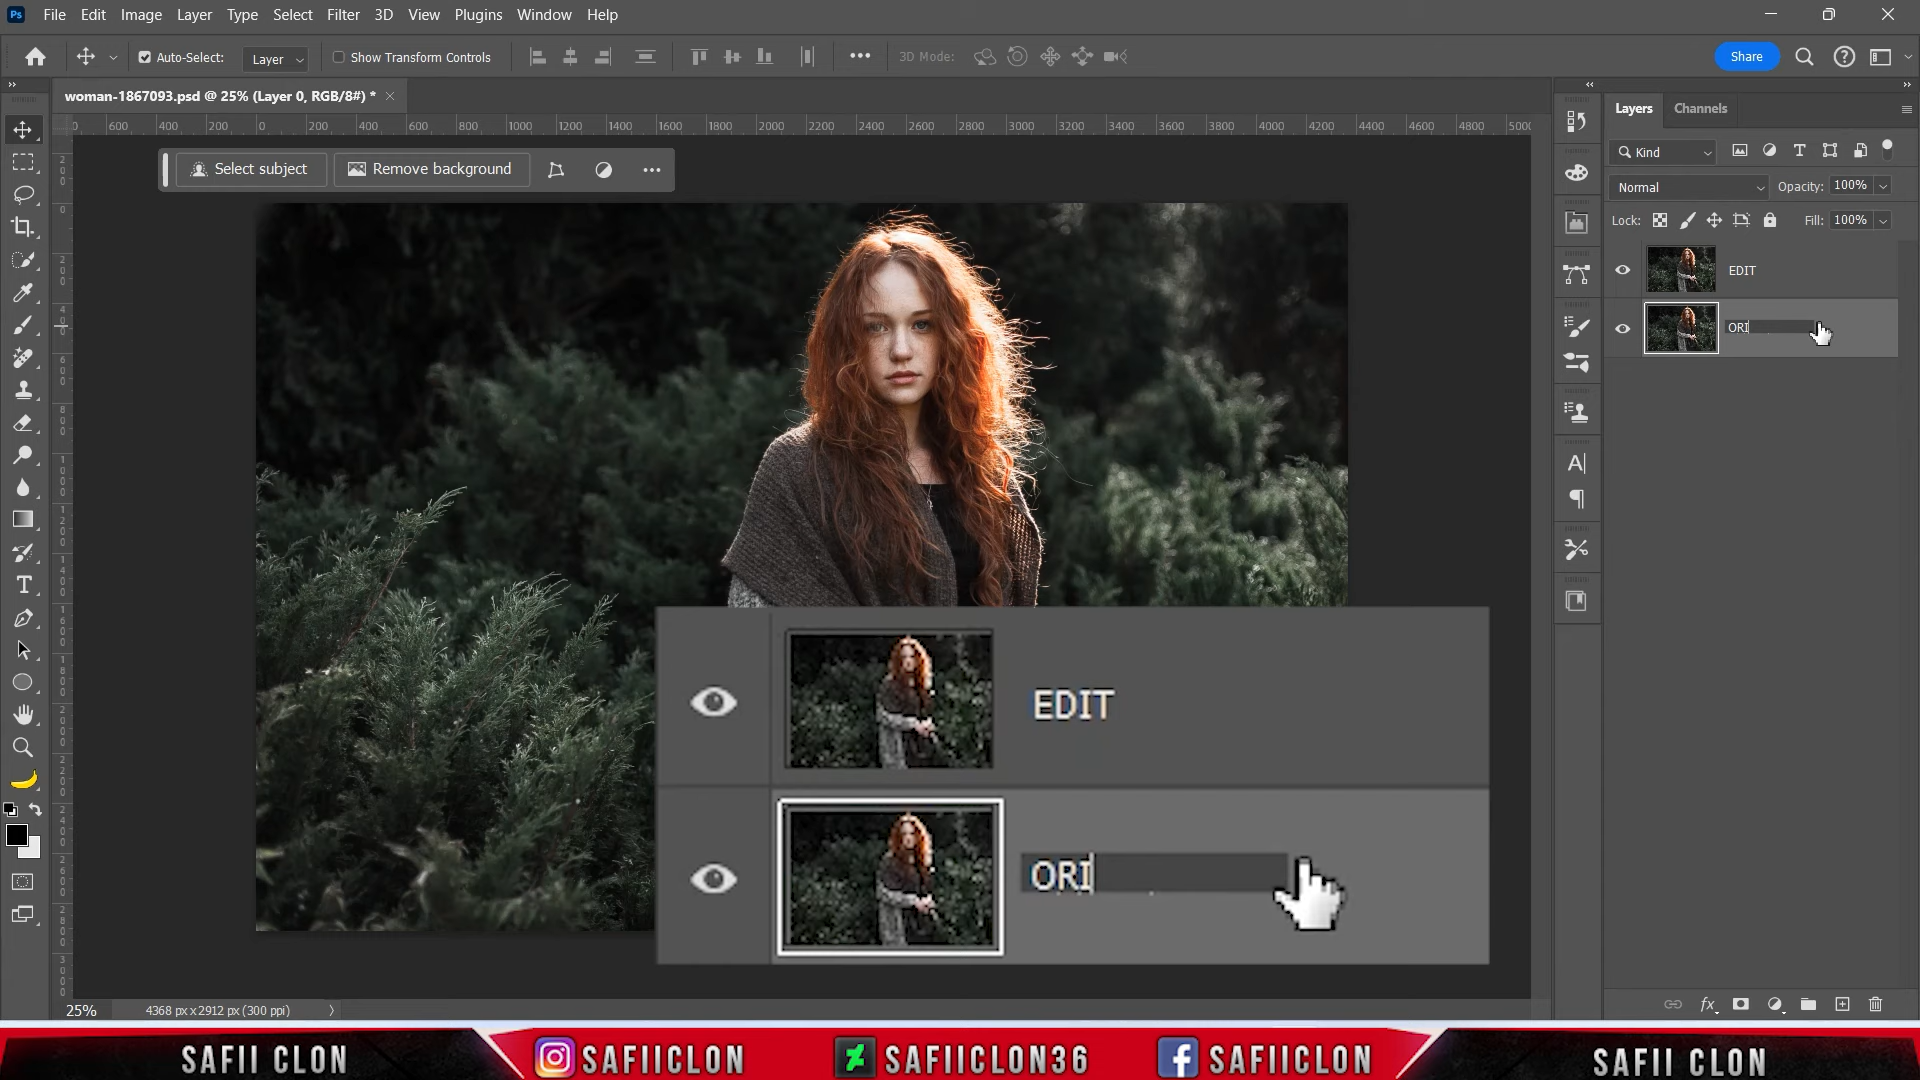 Ps File Edit Image Layer Type Select Filter 3D View Plugins Window Help
Auto-Select: Layer Show Transform Controls 3D Mode: Share
woman-1867093.psd @ 25% (Layer 0, RGB/8#) *
0 600 400 200 0 200 400 600 800 1000 1200 1400 1600 1800 2000 2200 2400 2600 2800 3000 3200 3400 3600 3800 4000 4200 4400 4600 4800 5000
Select subject Remove background
Layers Channels
Kind
Normal Opacity: 100%
Lock: Fill: 100%
EDIT
ORI
EDIT
ORI
25% 4368 px x 2912 px (300 ppi)
SAFII CLON SAFIICLON SAFIICLON36 SAFIICLON SAFII CLON